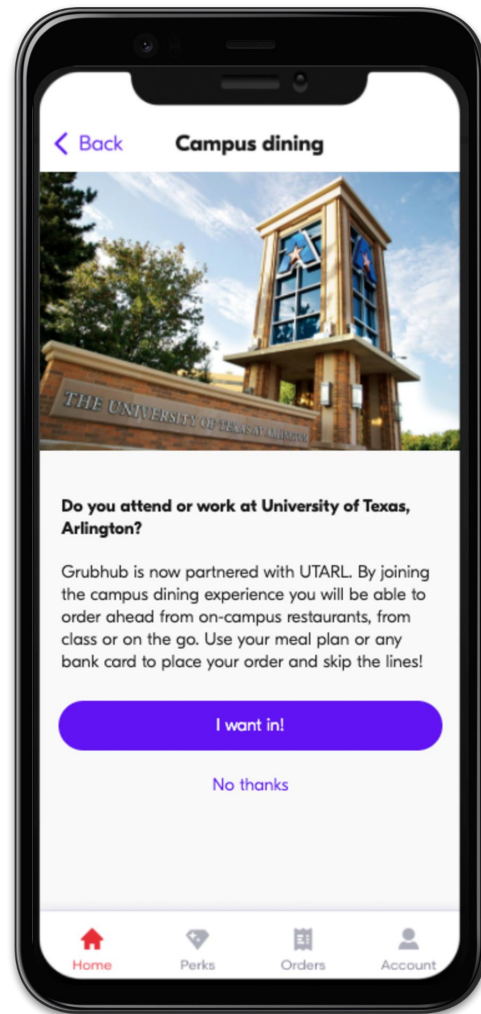 Back
Campus dining
THE UNIVERSITY OF TEXAS AT ARLINGTON
Do you attend or work at University of Texas,
Arlington?
Grubhub is now partnered with UTARL. By joining
the campus dining experience you will be able to
order ahead from on-campus restaurants, from
class or on the go. Use your meal plan or any
bank card to place your order and skip the lines!
I want in!
No thanks
Home
Perks
Orders
Account